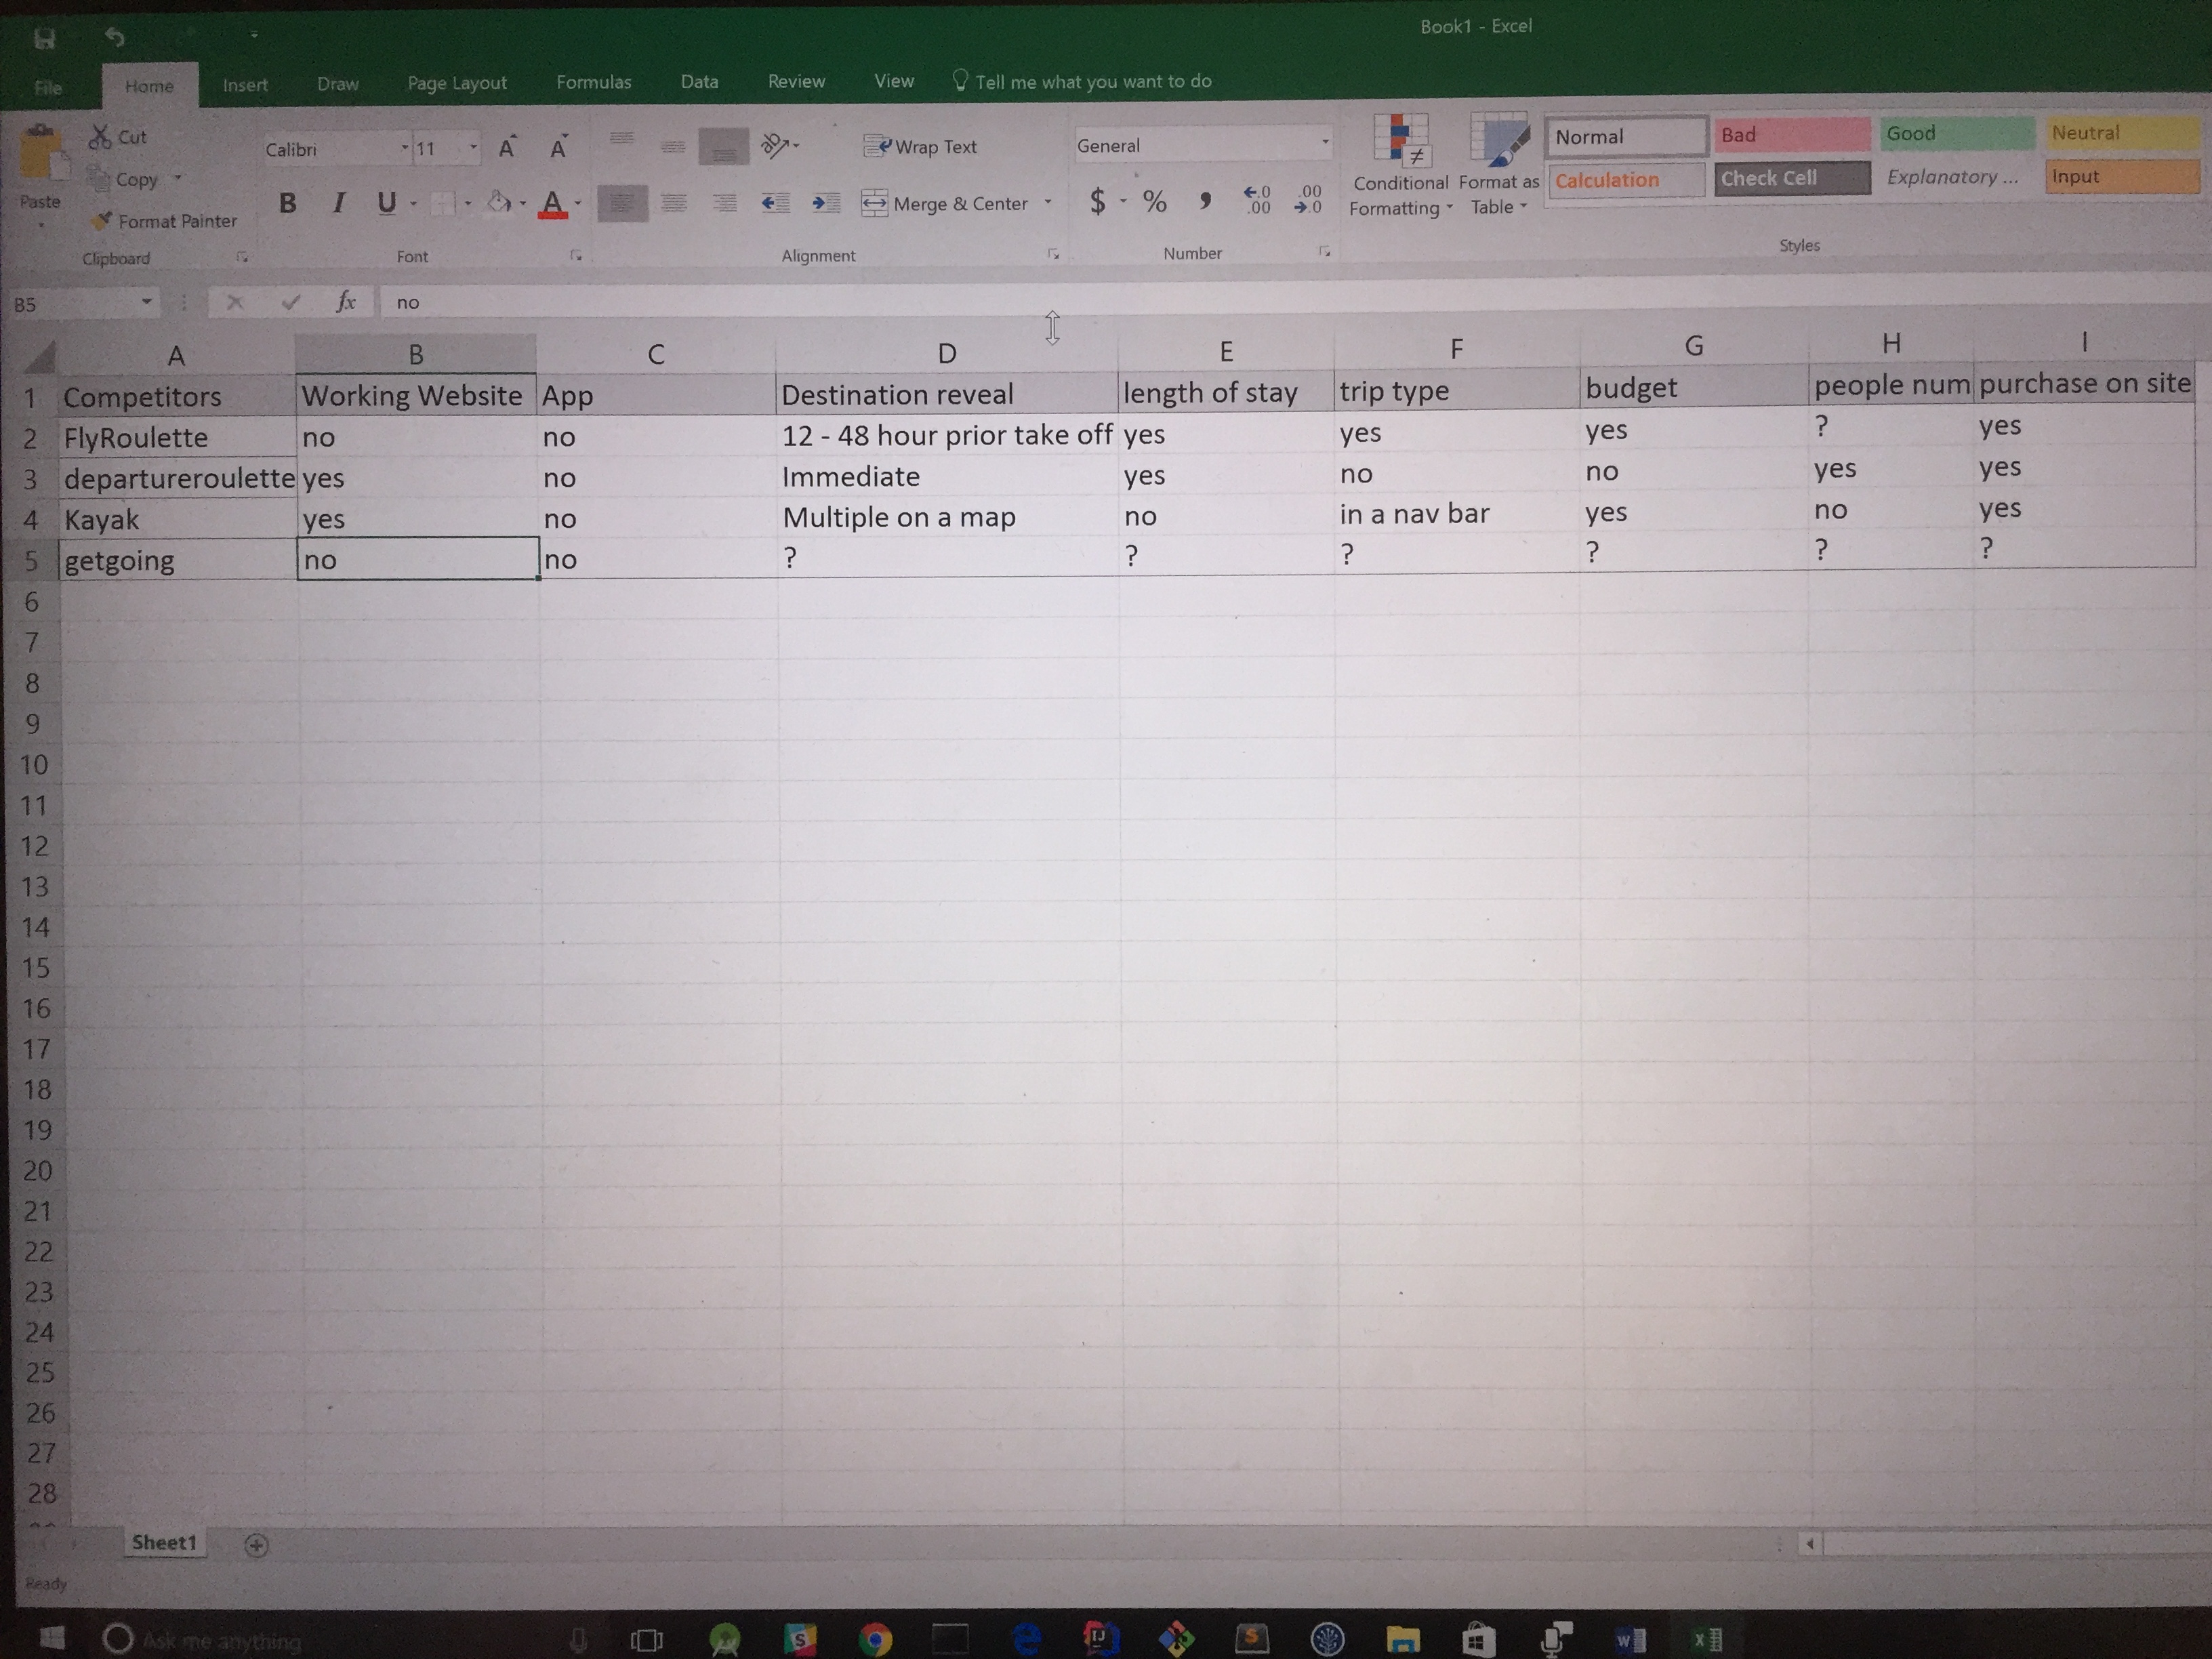 Book1 - Excel
File Home Insert Draw Page Layout Formulas Data Review View Tell me what you want to do
Cut
Copy
Paste
Format Painter
Clipboard
Calibri 11 A A
B I U A
Font
Wrap Text
Merge & Center
Alignment
General
$ % , .0 .00 .00 .0
Number
Conditional Formatting
Format as Table
Normal Bad Good Neutral
Calculation Check Cell Explanatory ... Input
Styles
B5 fx no
A B C D E F G H I
1 Competitors Working Website App Destination reveal length of stay trip type budget people num purchase on site
2 FlyRoulette no no 12 - 48 hour prior take off yes yes yes ? yes
3 departureroulette yes no Immediate yes no no yes yes
4 Kayak yes no Multiple on a map no in a nav bar yes no yes
5 getgoing no no ? ? ? ? ? ?
6
7
8
9
10
11
12
13
14
15
16
17
18
19
20
21
22
23
24
25
26
27
28
Sheet1
Ready
Ask me anything